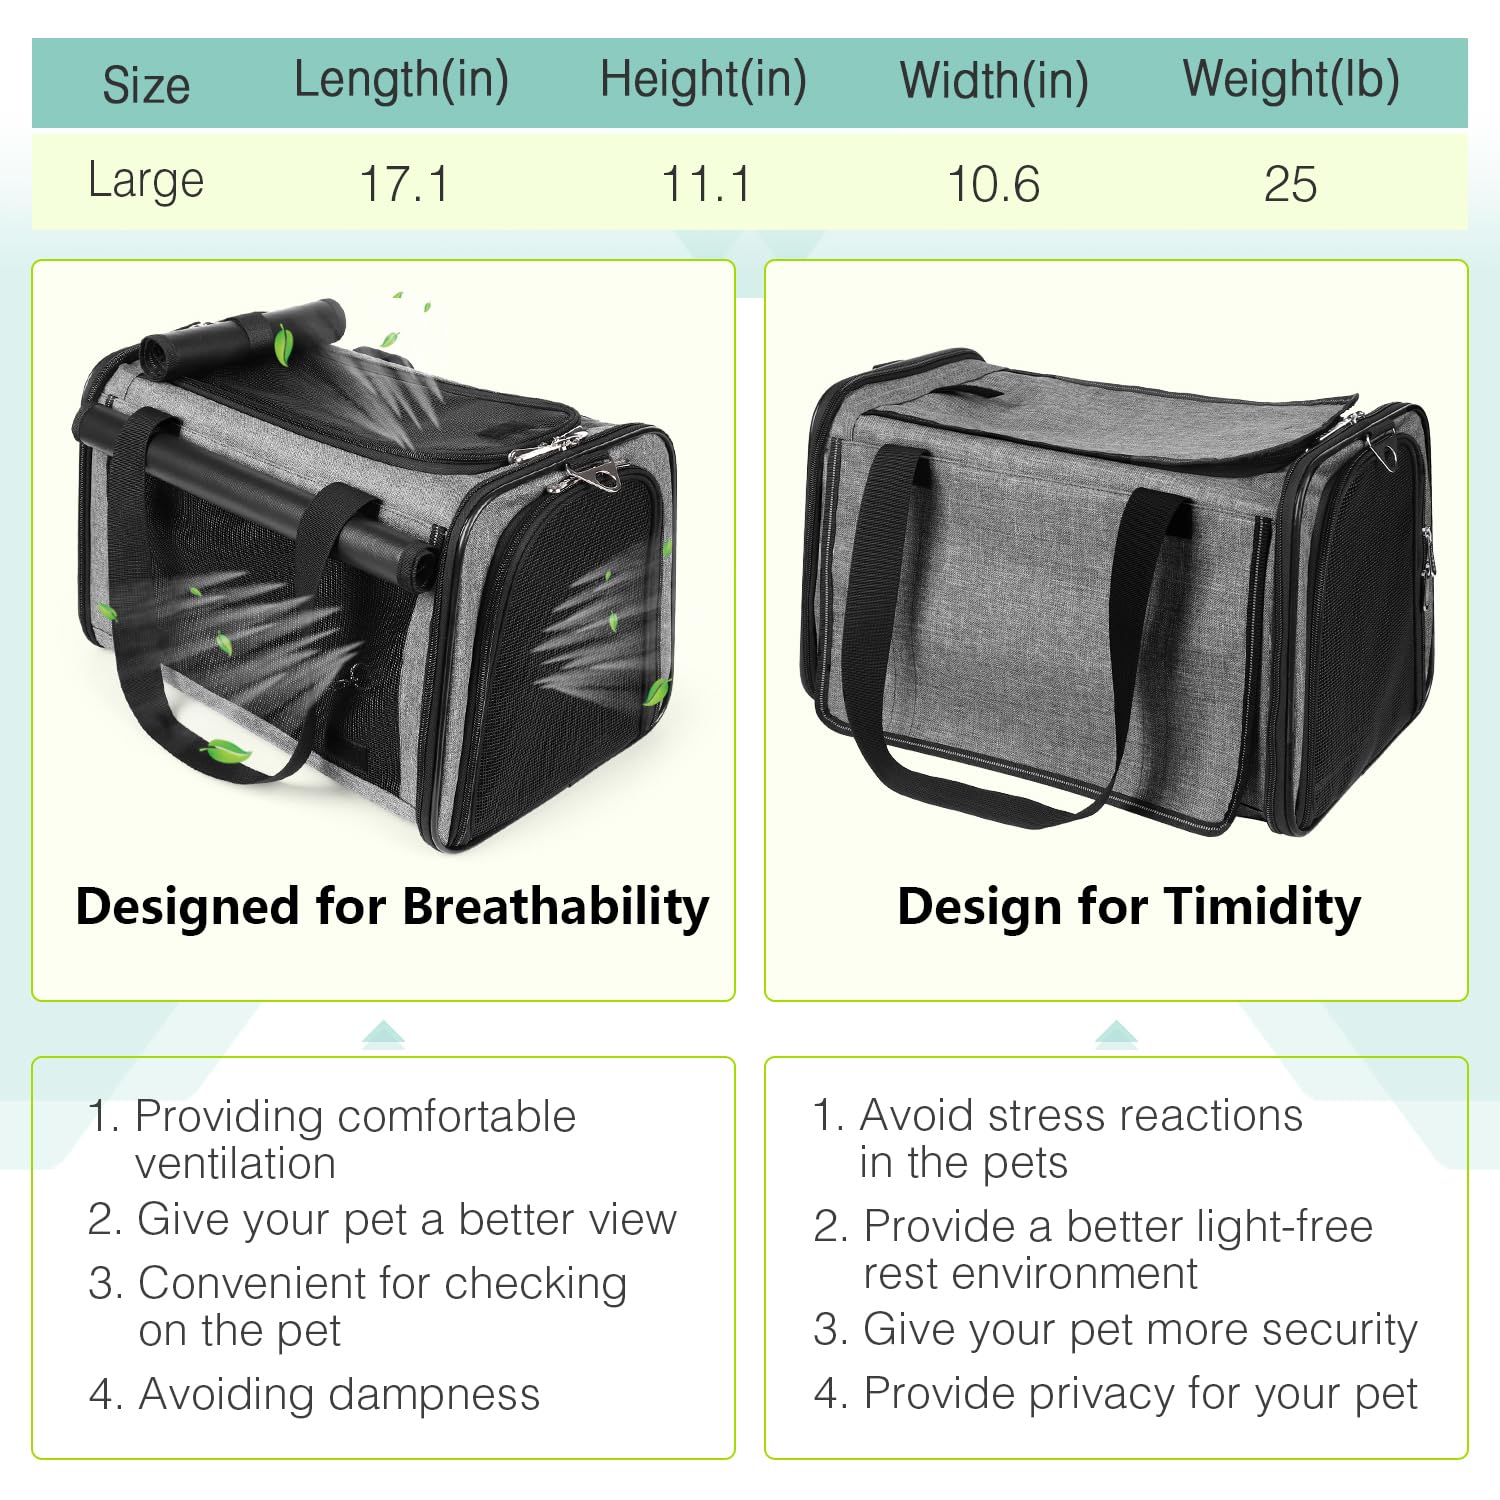 Size Length(in) Height(in) Width(in) Weight(lb)
Large 17.1 11.1 10.6 25
Designed for Breathability
Design for Timidity
1. Providing comfortable
ventilation
2. Give your pet a better view
3. Convenient for checking
on the pet
4. Avoiding dampness
1. Avoid stress reactions
in the pets
2. Provide a better light-free
rest environment
3. Give your pet more security
4. Provide privacy for your pet